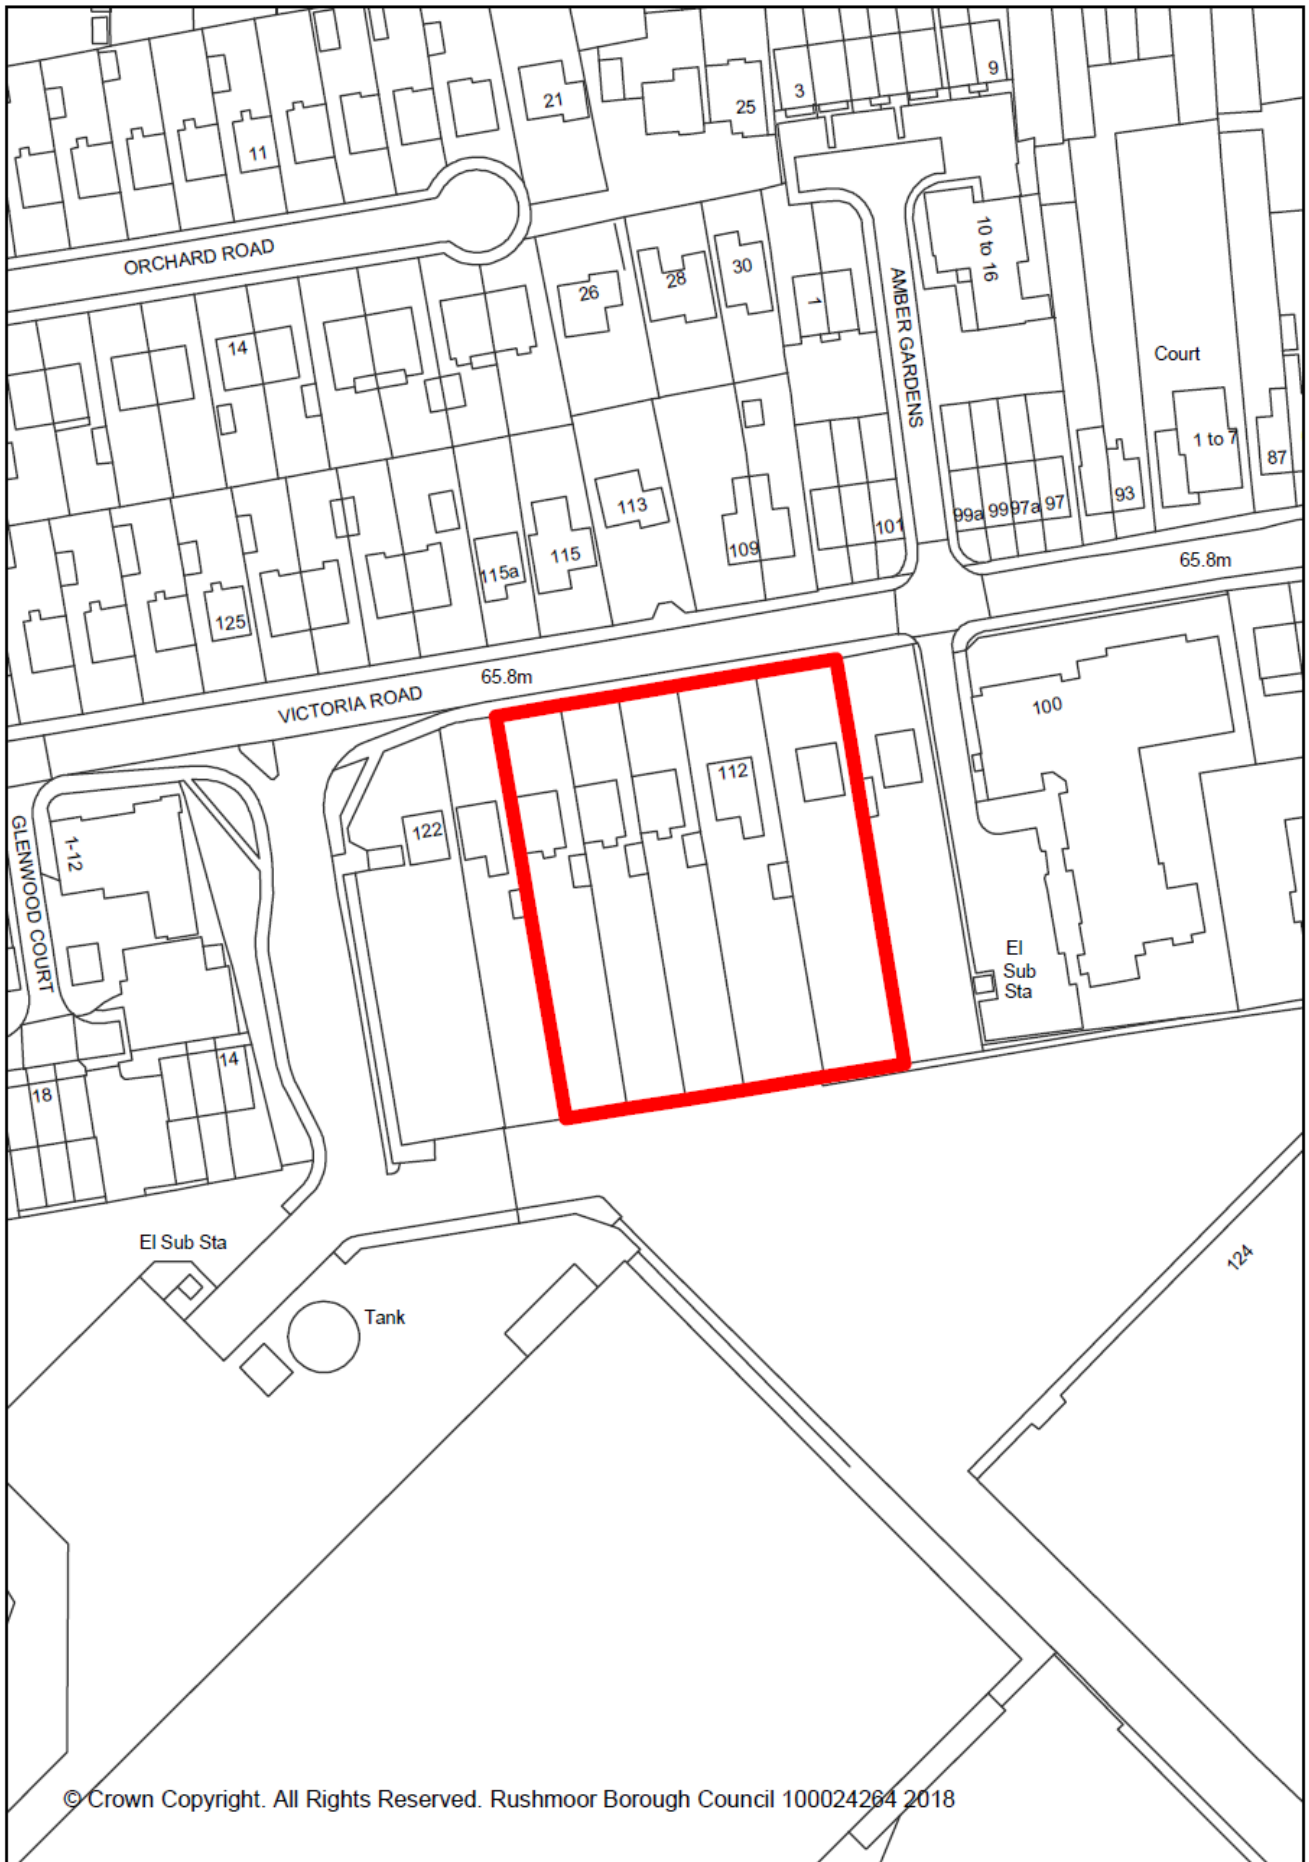 9
3
21
25
11
10 to 16
ORCHARD ROAD
30
28
26
1
AMBER GARDENS
14
Court
1 to 7
87
93
113
99a 99 97a 97
101
109
115
115a
65.8m
125
65.8m
VICTORIA ROAD
100
112
122
1-12
GLENWOOD COURT
El
Sub
Sta
14
18
El Sub Sta
124
Tank
© Crown Copyright. All Rights Reserved. Rushmoor Borough Council 100024264 2018